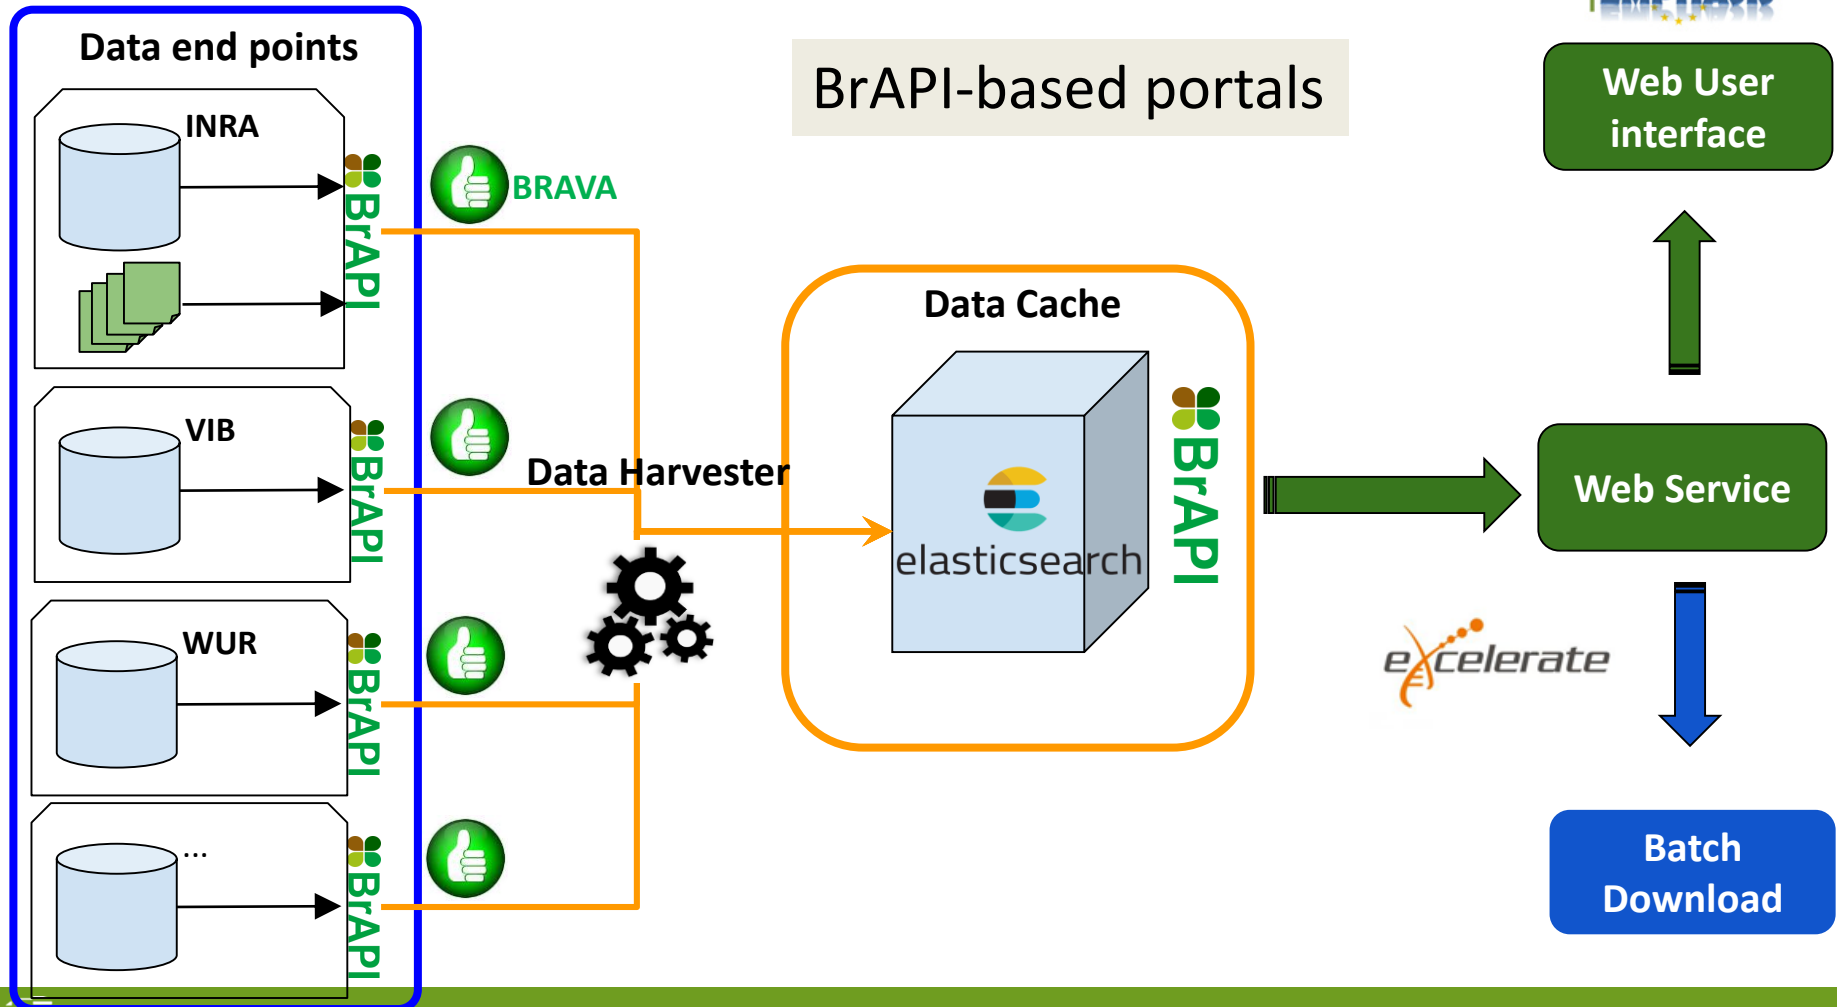 Data end points
BrAPI-based portals
INRA
BrAPI
BRAVA
VIB
BrAPI
WUR
BrAPI
...
BrAPI
Data Harvester
Data Cache
elasticsearch
BrAPI
Web User
interface
Web Service
excelerate
Batch
Download